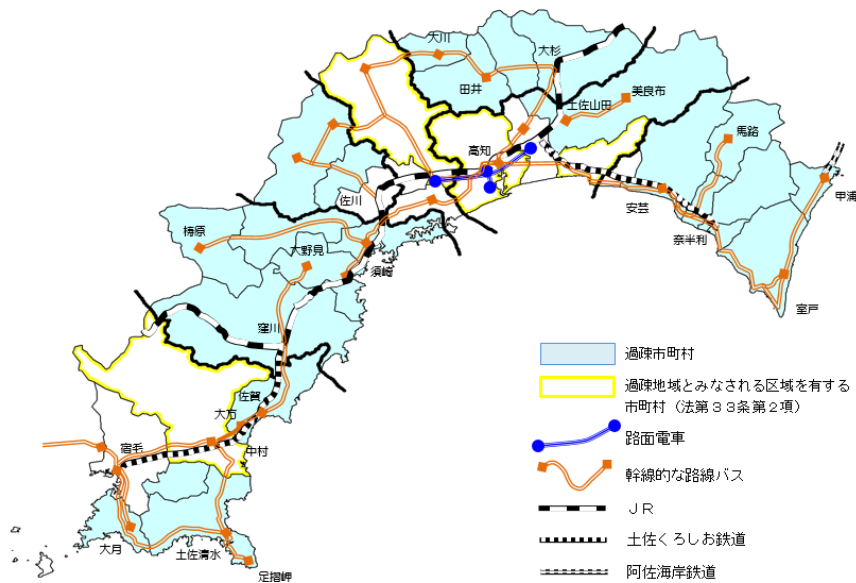 大川
大杉
田井
美良布
土佐山田
馬路
高知
甲浦
佐川
安芸
梼原
大野見
奈半利
須崎
室戸
窪川
過疎市町村
佐賀
過疎地域とみなされる区域を有する
市町村(法第33条第2項)
大方
路面電車
宿毛
中村
幹線的な路線バス
JR
土佐くろしお鉄道
大月
土佐清水
足摺岬
阿佐海岸鉄道